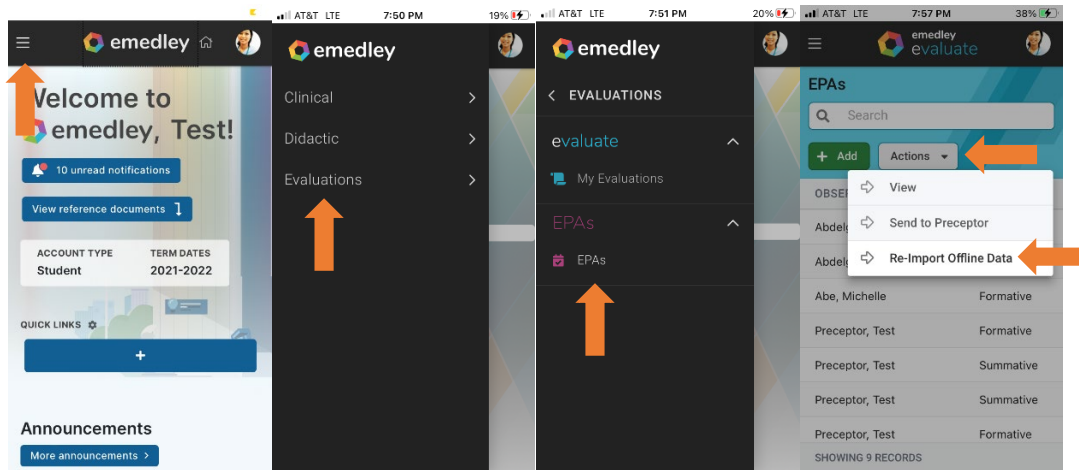 emedley
Welcome to
emedley, Test!
10 unread notifications
View reference documents
ACCOUNT TYPE TERM DATES
Student 2021-2022
QUICK LINKS
+
Announcements
More announcements >
AT&T LTE 7:50 PM 19%
emedley
Clinical >
Didactic >
Evaluations >
AT&T LTE 7:51 PM 20%
emedley
< EVALUATIONS
evaluate
My Evaluations
EPAs
EPAs
AT&T LTE 7:57 PM 38%
emedley
evaluate
EPAs
Search
+ Add Actions
View
Send to Preceptor
Re-Import Offline Data
Abe, Michelle Formative
Preceptor, Test Formative
Preceptor, Test Summative
Preceptor, Test Summative
Preceptor, Test Formative
SHOWING 9 RECORDS